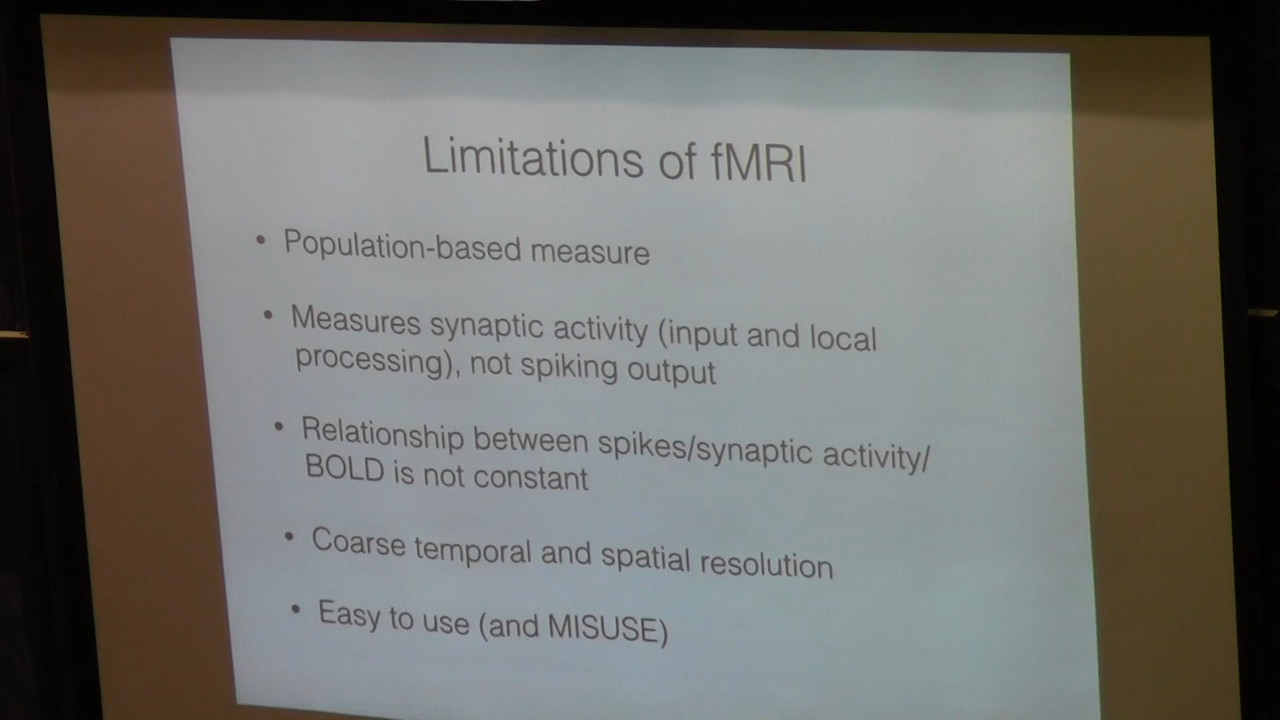 Limitations of fMRI
• Population-based measure
• Measures synaptic activity (input and local
processing), not spiking output
• Relationship between spikes/synaptic activity/
BOLD is not constant
• Coarse temporal and spatial resolution
• Easy to use (and MISUSE)